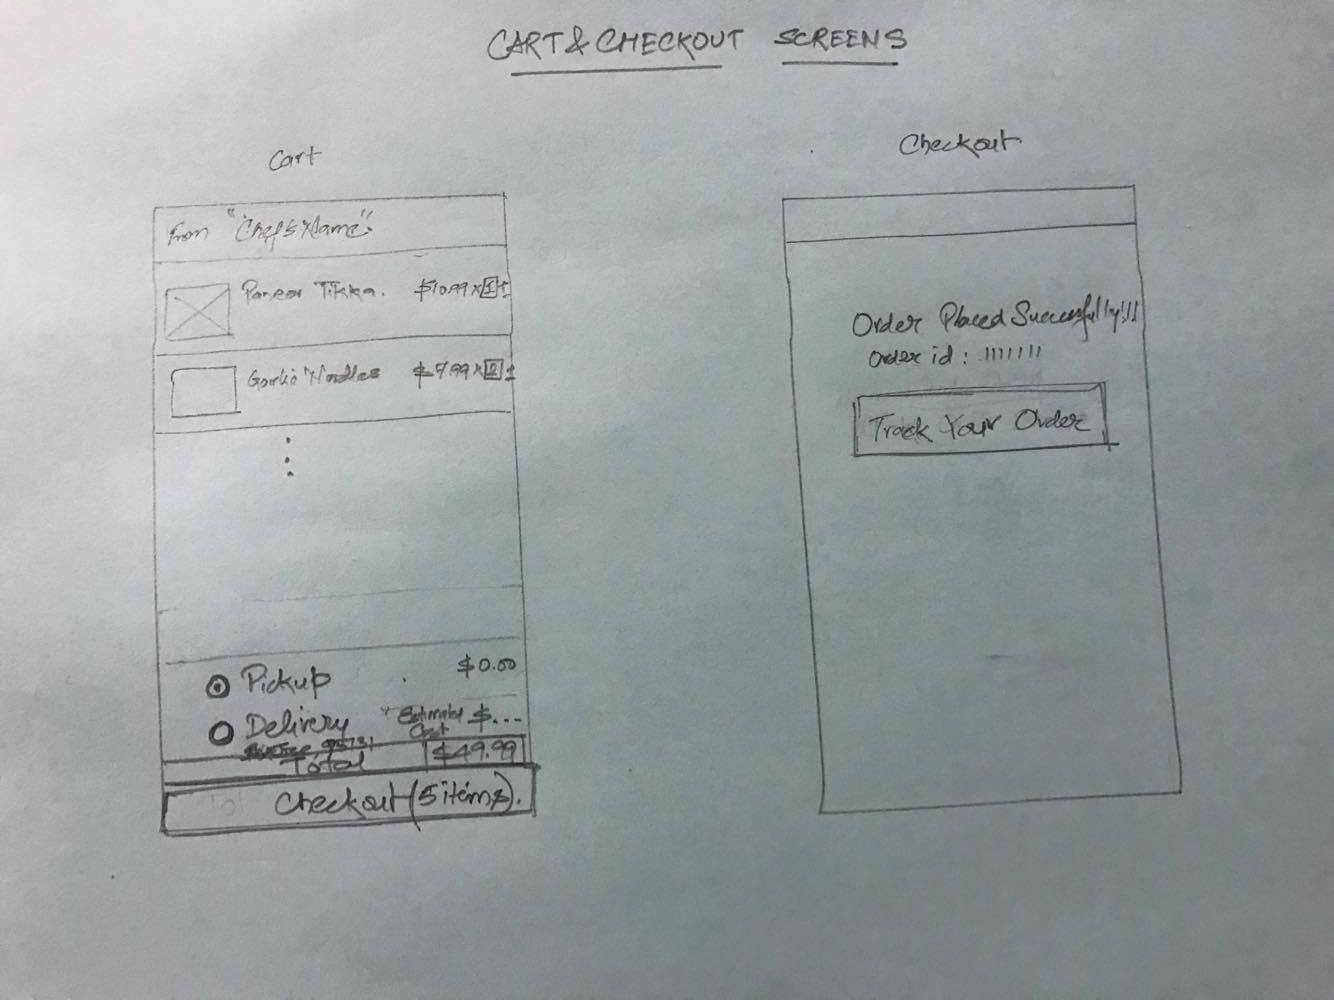 CART & CHECKOUT SCREENS
Cart
From "Chef's Name"
Paneer Tikka. $10.99 x 1 ±
Garlic Noodles $7.99 x 2 ±
Pickup $0.00
Delivery Estimated Cost $...
95131
Total $49.99
Checkout (5 items).
Checkout
Order Placed Successfully!!!
Order id : 1111111
Track Your Order